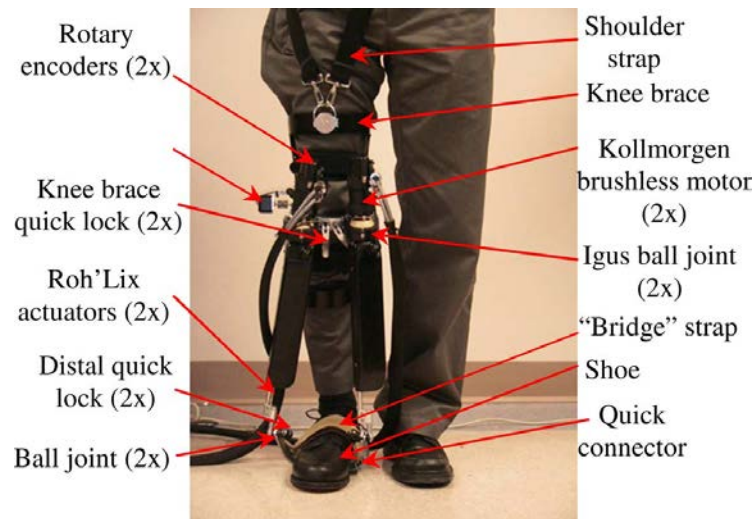 Rotary
encoders (2x)
Knee brace
quick lock (2x)
Roh'Lix
actuators (2x)
Distal quick
lock (2x)
Ball joint (2x)
Shoulder
strap
Knee brace
Kollmorgen
brushless motor
(2x)
Igus ball joint
(2x)
“Bridge” strap
Shoe
Quick
connector